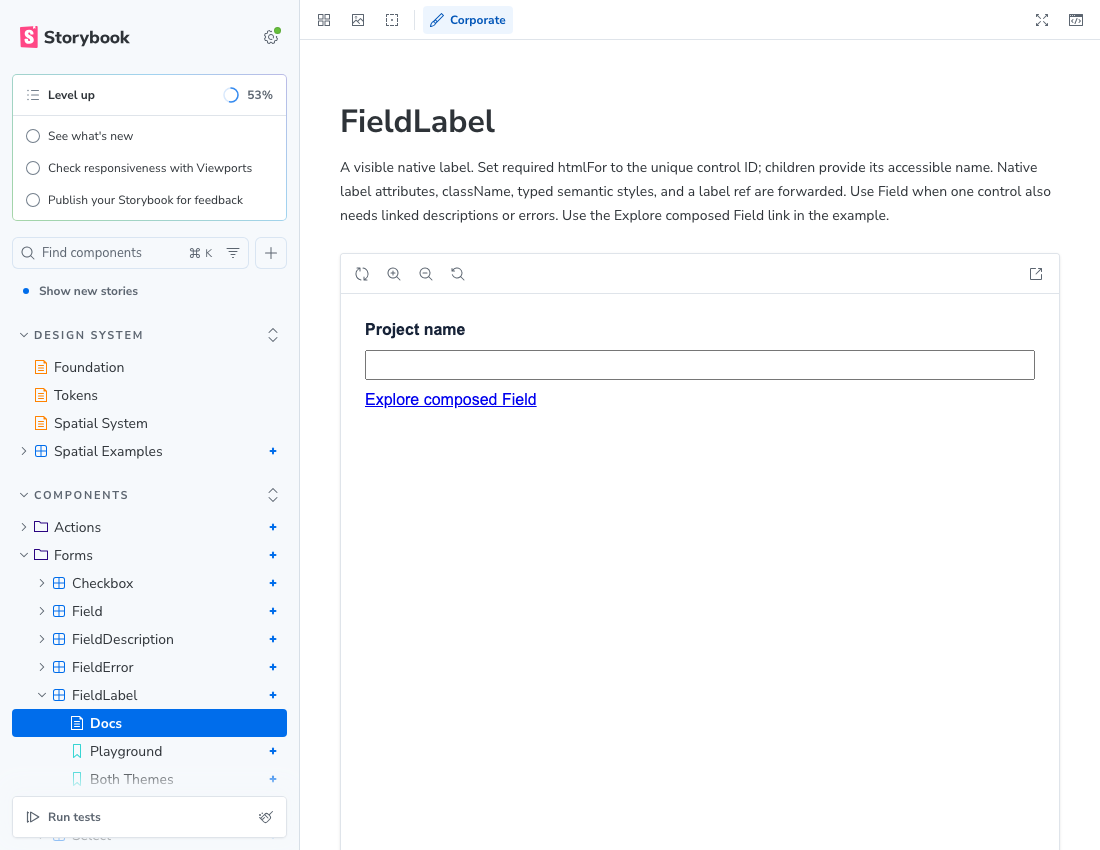 Storybook
Level up
53%
See what's new
Check responsiveness with Viewports
Publish your Storybook for feedback
Find components
⌘ K
Show new stories
DESIGN SYSTEM
Foundation
Tokens
Spatial System
Spatial Examples
COMPONENTS
Actions
Forms
Checkbox
Field
FieldDescription
FieldError
FieldLabel
Docs
Playground
Both Themes
Run tests
Select
Corporate
FieldLabel
A visible native label. Set required htmlFor to the unique control ID; children provide its accessible name. Native
label attributes, className, typed semantic styles, and a label ref are forwarded. Use Field when one control also
needs linked descriptions or errors. Use the Explore composed Field link in the example.
Project name
Explore composed Field